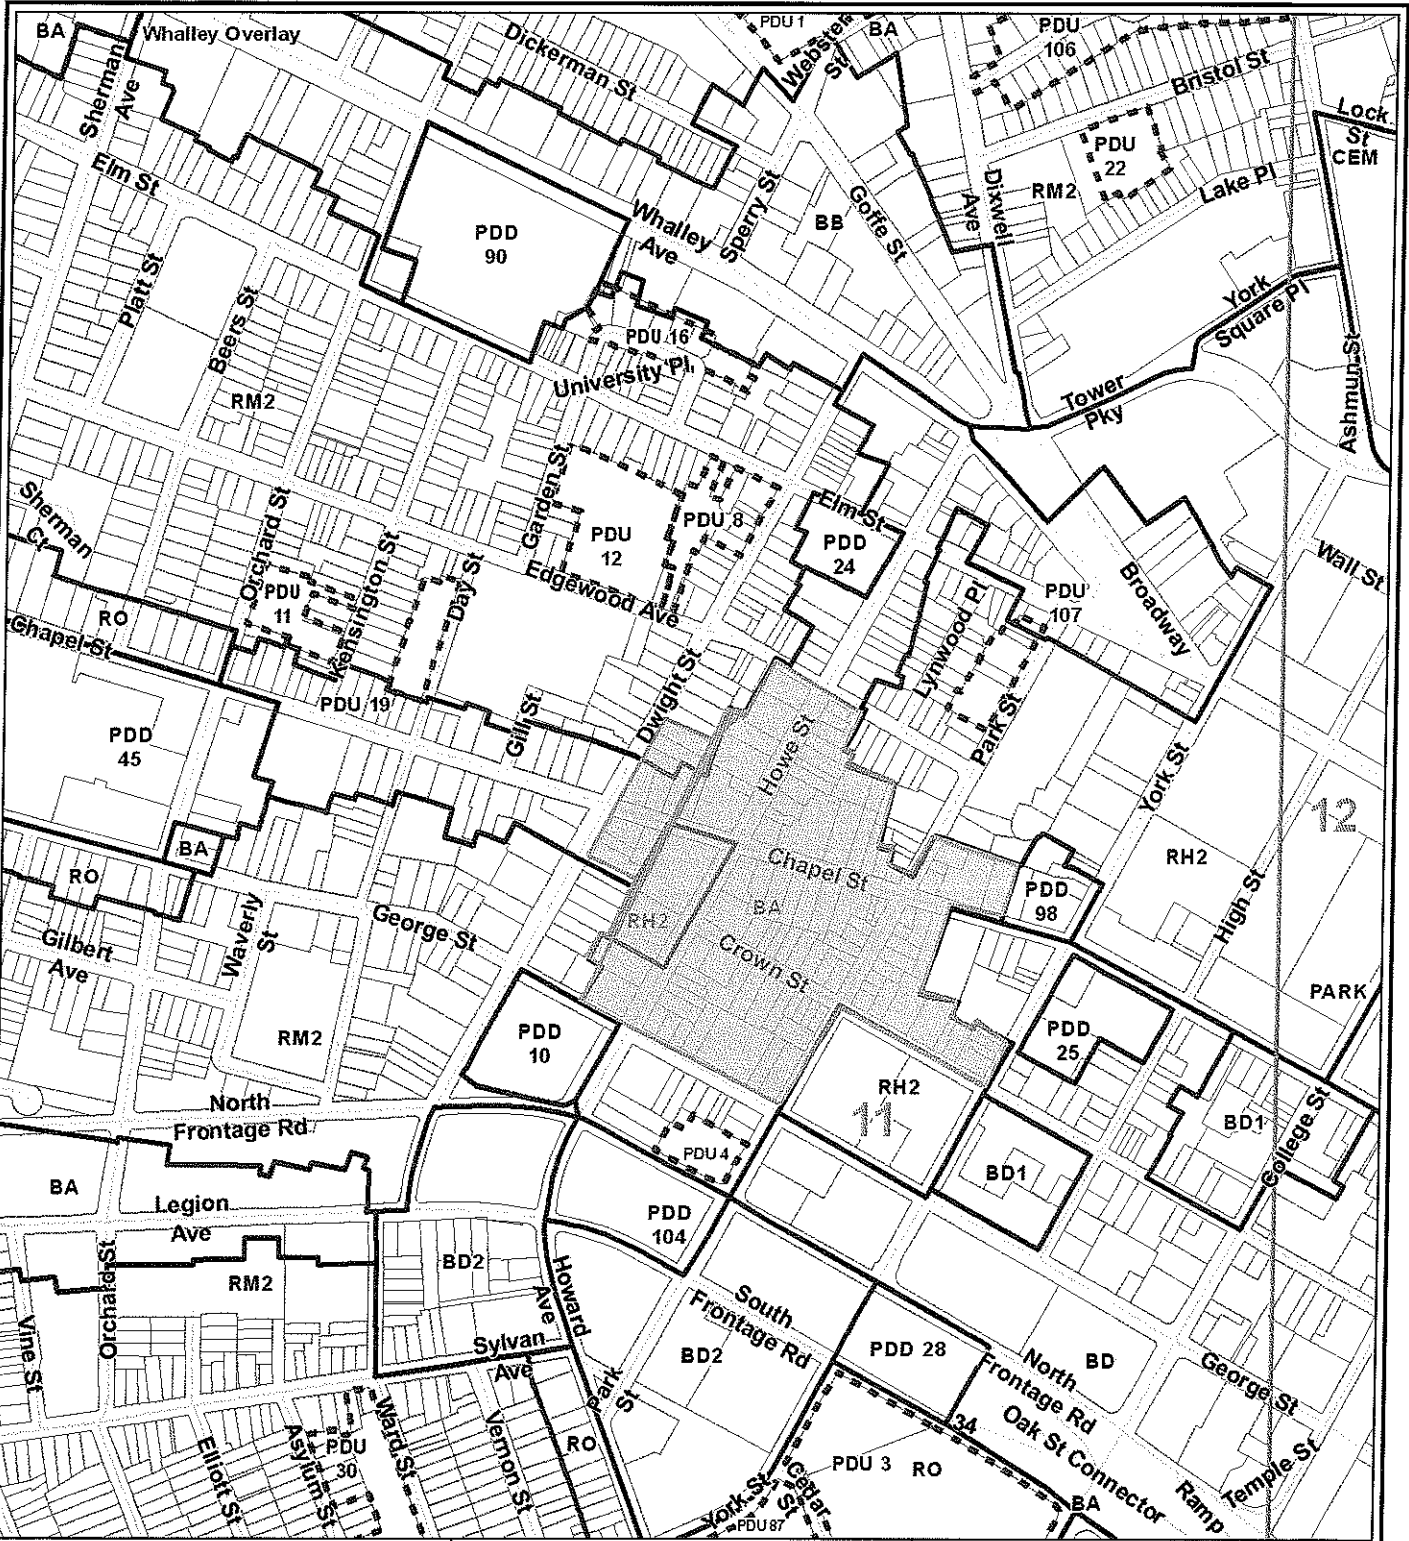 BA
Whalley Overlay
Sherman
Ave
Dickerman St
PDU 1
Webster
St
BA
PDU
106
Bristol St
Lock
St
CEM
PDU
22
RM2
Lake Pl
Elm St
PDD
90
Whalley
Ave
Sperry St
BB
Goffe St
Dixwell
Ave
York
Square Pl
Platt St
Beers St
PDU 16
University Pl
Tower
Pky
Ashmun St
RM2
Sherman
Ct
Orchard St
Garden St
PDU
12
PDU 8
Elm St
PDD
24
Wall St
Broadway
PDU
107
Lynwood Pl
Edgewood Ave
Kensington St
Day St
PDU
11
RO
Chapel St
PDU 19
Gill St
Dwight St
Howe St
Park St
York St
12
PDD
45
BA
RO
Chapel St
RH2
High St
PDD
98
BA
RH2
Crown St
George St
Waverly
St
Gilbert
Ave
PARK
RM2
PDD
10
PDD
25
RH2
11
BD1
College St
North
Frontage Rd
PDU 4
BD1
BA
Legion
Ave
PDD
104
Orchard St
RM2
BD2
Howard
Ave
South
Frontage Rd
Vine St
Sylvan
Ave
BD2
PDD 28
North
Frontage Rd
BD
George St
Park
St
Ward St
Vernon St
Asylum St
Elliott St
PDU
30
RO
34
Oak St Connector
Temple St
PDU 3
RO
Ramp
York St
Cedar
St
PDU 87
BA